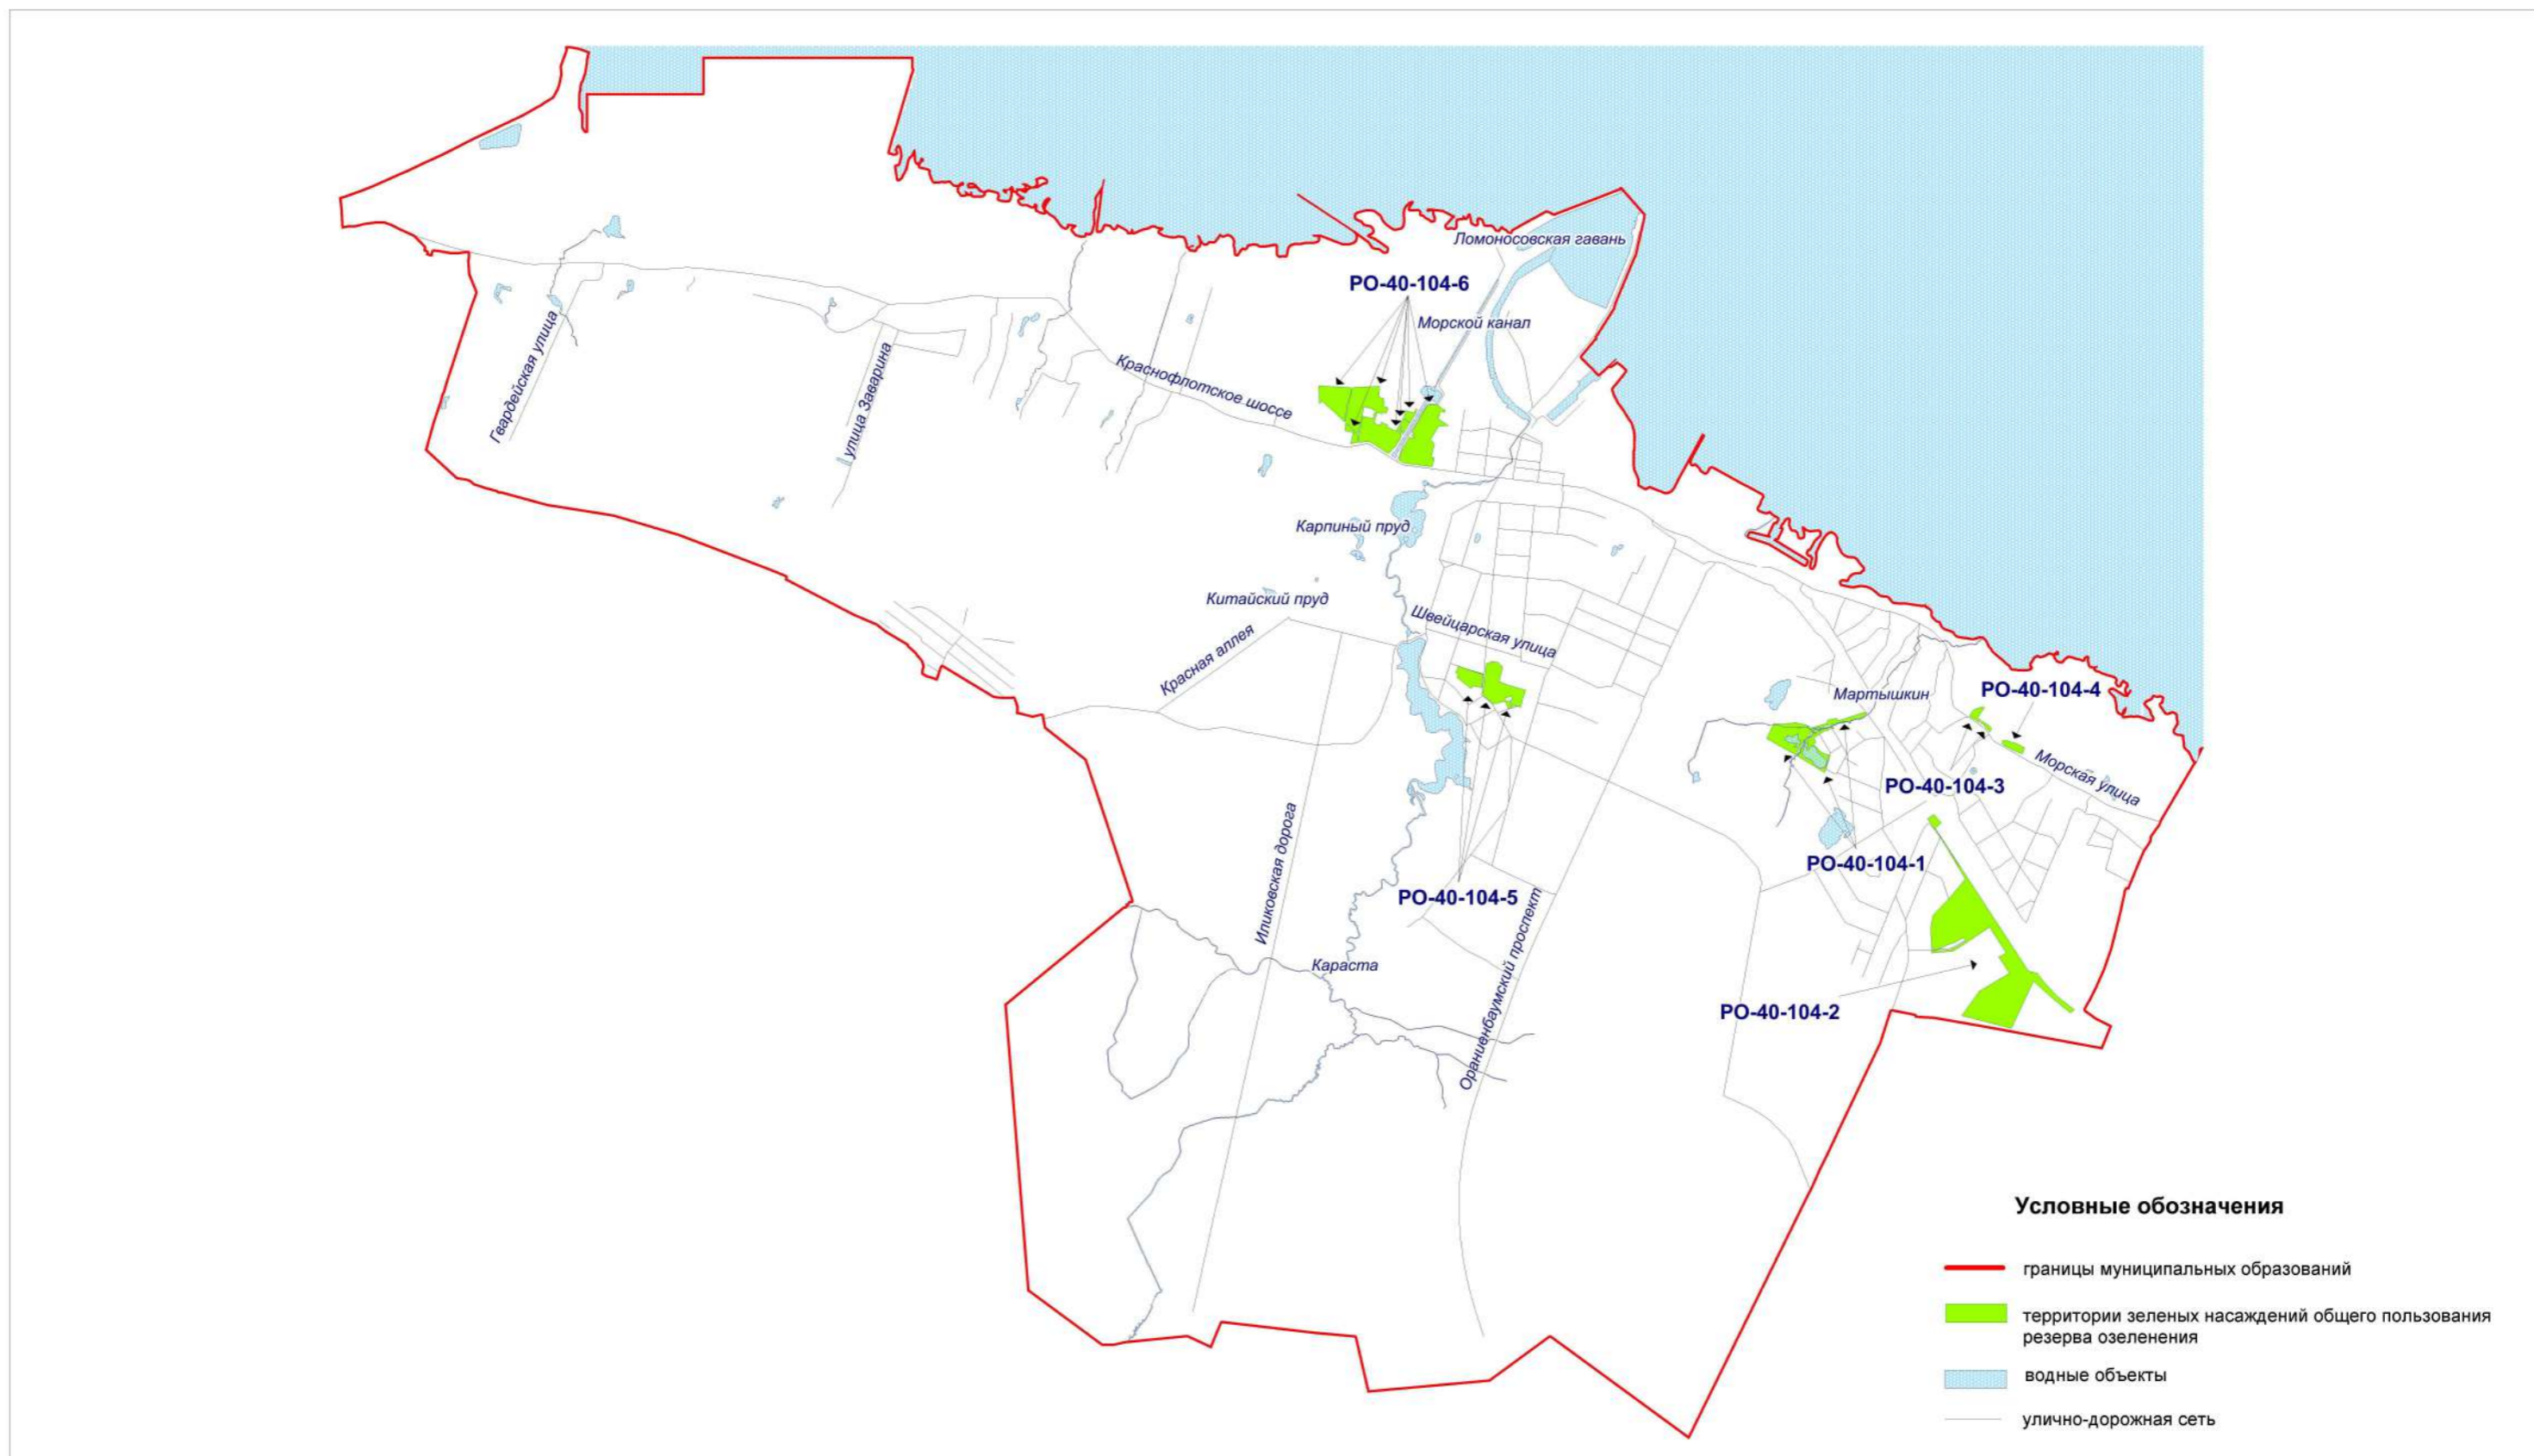 Ломоносовская гавань
РО-40-104-6
Морской канал
Гвардейская улица
улица Заварина
Краснофлотское шоссе
Карпиный пруд
Китайский пруд
Швейцарская улица
Красная аллея
Мартышкин
РО-40-104-4
Морская улица
РО-40-104-3
Иликовская дорога
РО-40-104-1
РО-40-104-5
Ораниенбаумский проспект
Караста
РО-40-104-2
Условные обозначения
границы муниципальных образований
территории зеленых насаждений общего пользования
резерва озеленения
водные объекты
улично-дорожная сеть